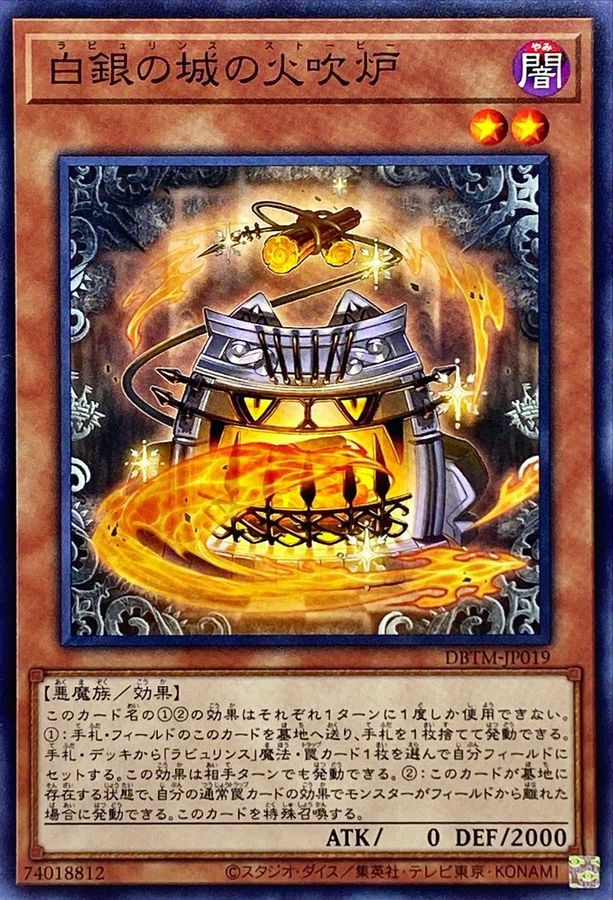 ラビュリンス ストービー
白銀の城の火吹炉
やみ
闇
DBTM-JP019
【悪魔族/効果】
このカード名の①②の効果はそれぞれ1ターンに1度しか使用できない。
①:手札・フィールドのこのカードを墓地へ送り、手札を1枚捨てて発動できる。
手札・デッキから「ラビュリンス」魔法・罠カード1枚を選んで自分フィールドに
セットする。この効果は相手ターンでも発動できる。②:このカードが墓地に
存在する状態で、自分の通常罠カードの効果でモンスターがフィールドから離れた
場合に発動できる。このカードを特殊召喚する。
ATK/ 0 DEF/2000
74018812 ©スタジオ・ダイス/集英社・テレビ東京・KONAMI